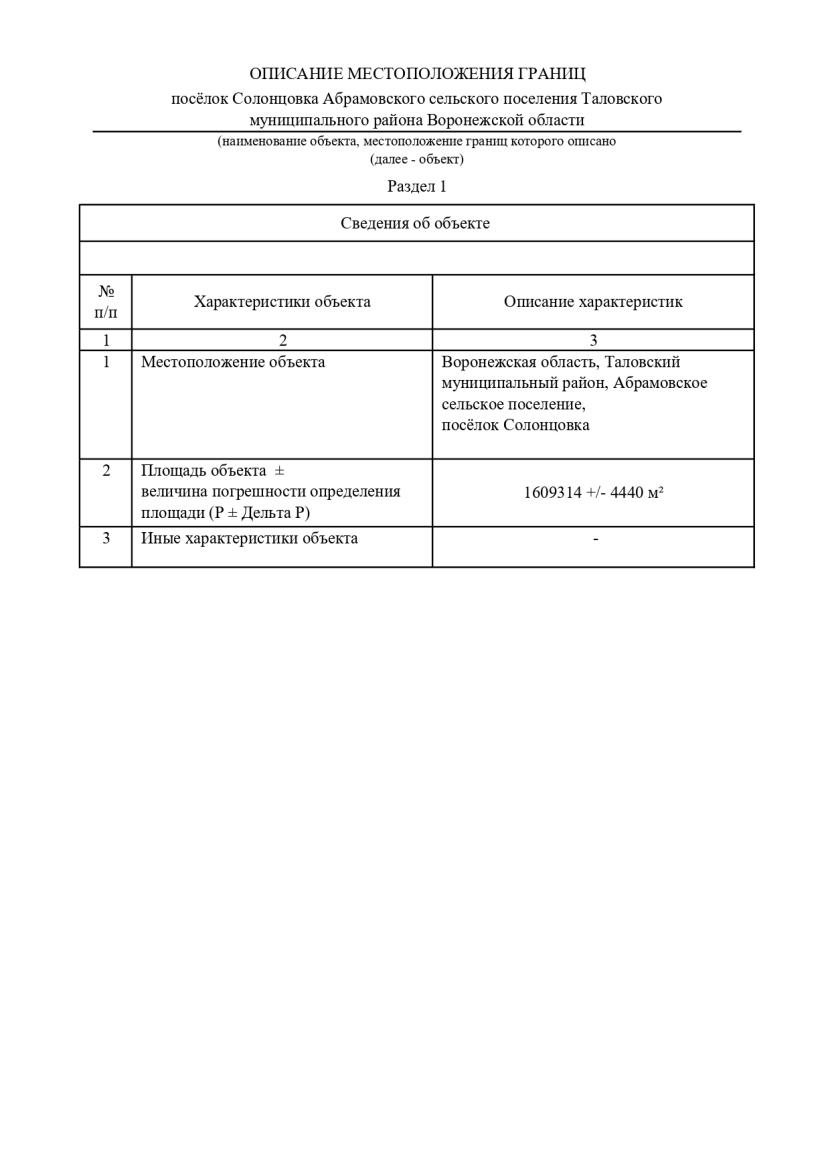 ОПИСАНИЕ МЕСТОПОЛОЖЕНИЯ ГРАНИЦ
посёлок Солонцовка Абрамовского сельского поселения Таловского
муниципального района Воронежской области
(наименование объекта, местоположение границ которого описано
(далее - объект)
Раздел 1
Сведения об объекте
№
п/п
Характеристики объекта
Описание характеристик
1
2
3
1
Местоположение объекта
Воронежская область, Таловский
муниципальный район, Абрамовское
сельское поселение,
посёлок Солонцовка
2
Площадь объекта ±
величина погрешности определения
площади (Р ± Дельта Р)
1609314 +/- 4440 м²
3
Иные характеристики объекта
-